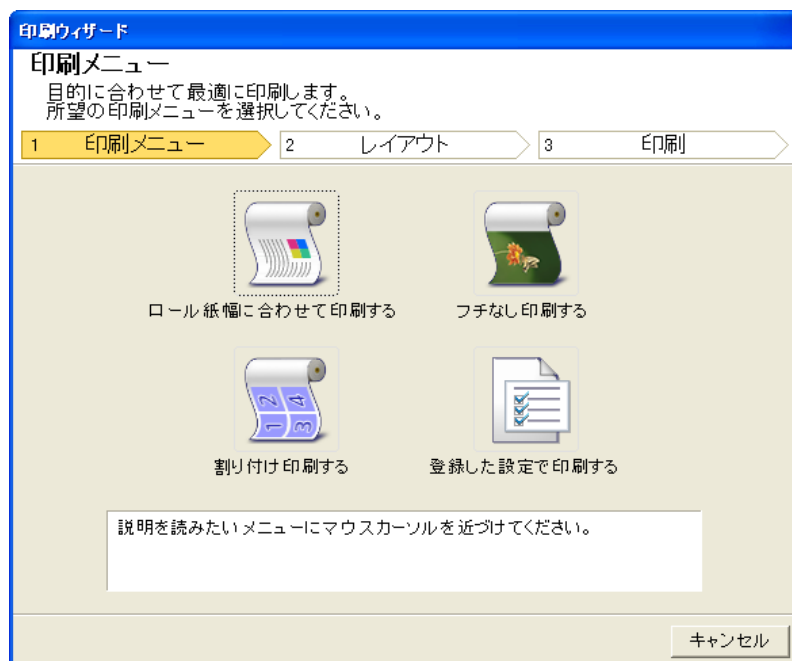 印刷ウィザード
印刷メニュー
目的に合わせて最適に印刷します。
所望の印刷メニューを選択してください。
1 印刷メニュー 2 レイアウト 3 印刷
ロール紙幅に合わせて印刷する フチなし印刷する
1 2 3 4
割り付け印刷する 登録した設定で印刷する
説明を読みたいメニューにマウスカーソルを近づけてください。
キャンセル